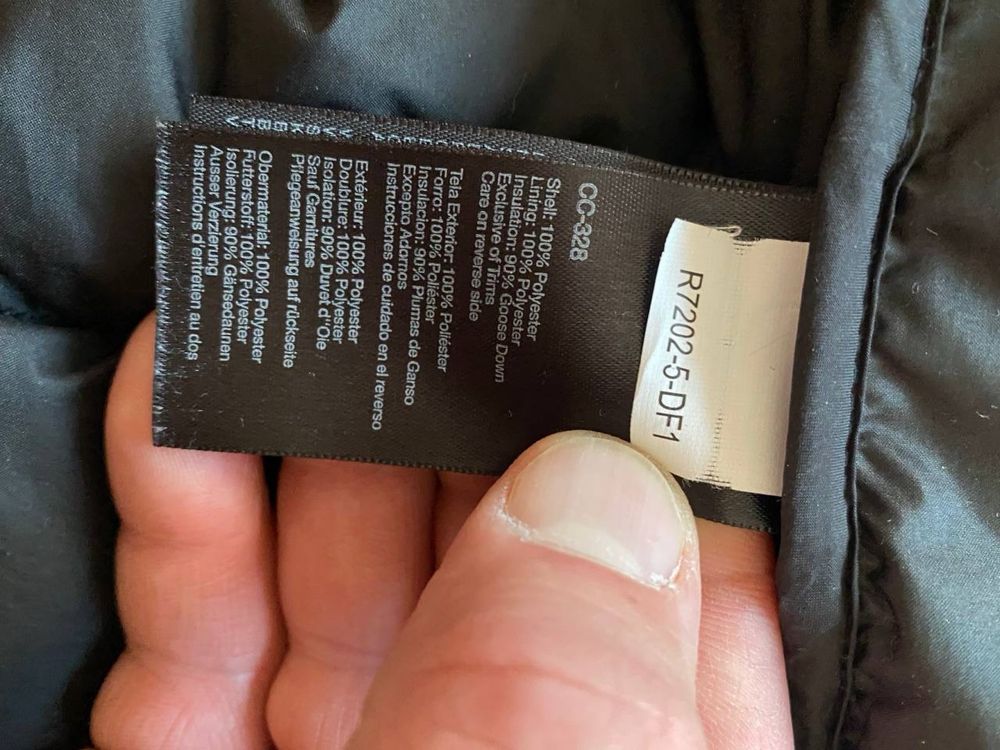 R7202-5-DF1
CC-328
Shell: 100% Polyester
Lining: 100% Polyester
Insulation: 90% Goose Down
Exclusive of Trims
Care on reverse side
Tela Exterior: 100% Poliéster
Forro: 100% Poliéster
Insulacion: 90% Plumas de Ganso
Excepto Adornos
Instrucciones de cuidado en el reverso
Extérieur: 100% Polyester
Doublure: 100% Polyester
Isolation: 90% Duvet d''Oie
Sauf Garnitures
Pflegeanweisung auf rückseite
Obermaterial: 100% Polyester
Futterstoff: 100% Polyester
Isolierung: 90% Gänsedaunen
Ausser Verzierung
Instructions d'entretien au dos